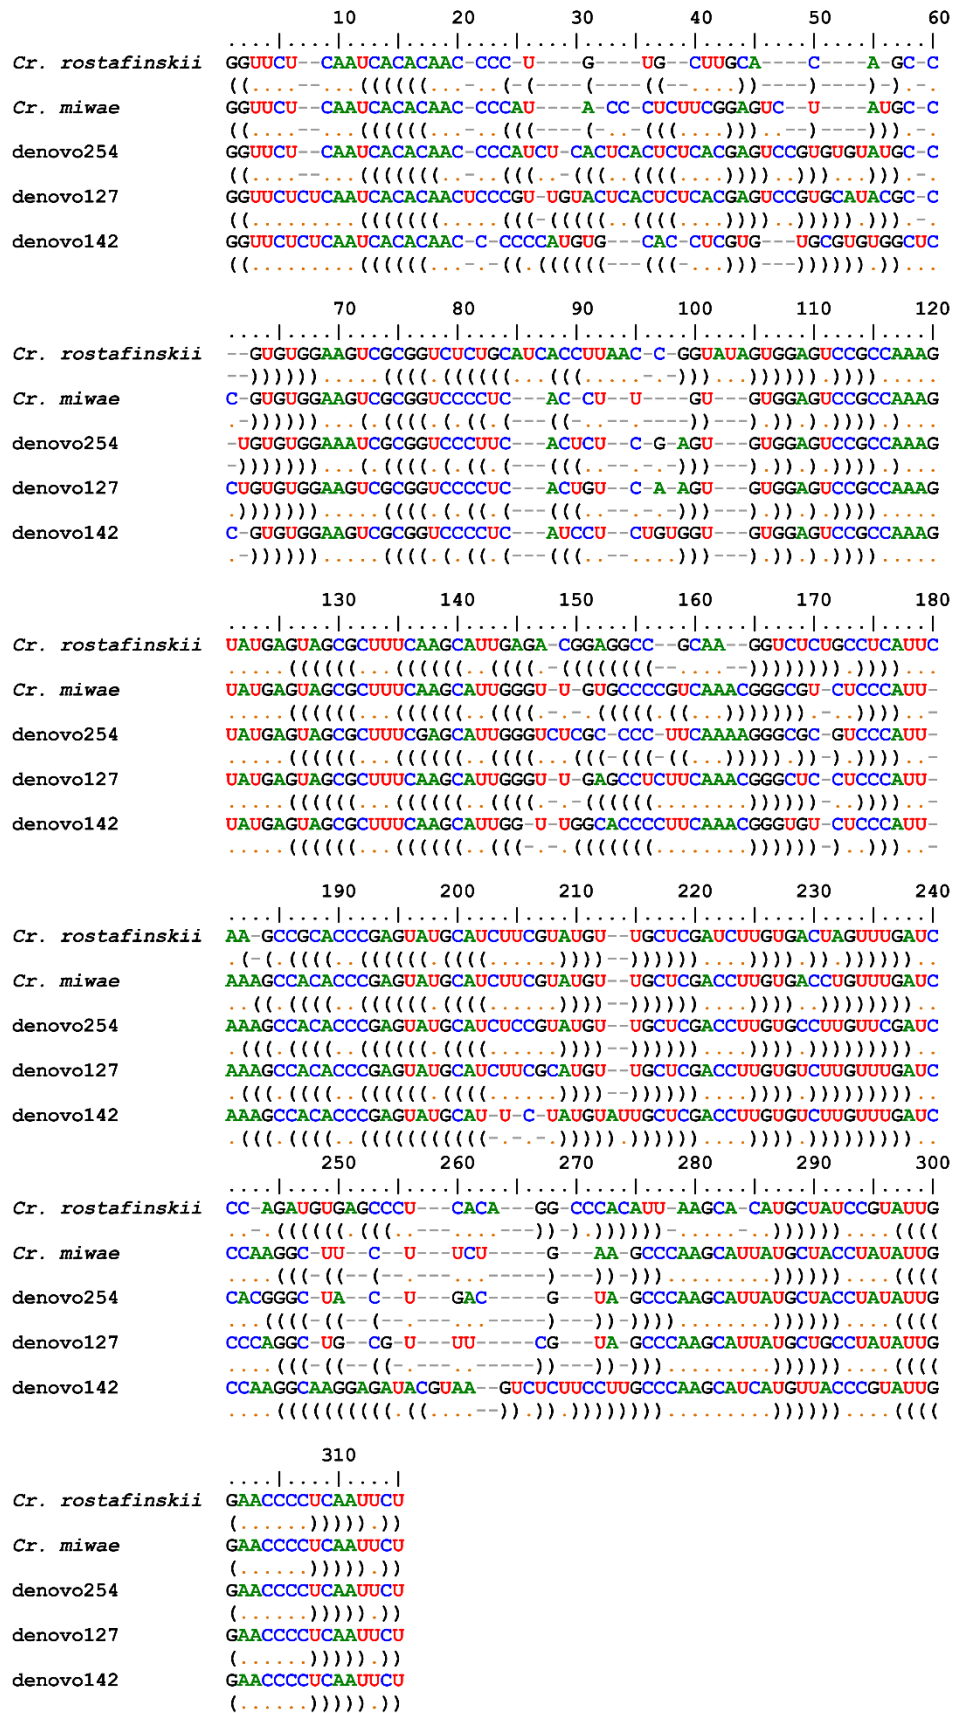 10 20 30 40 50 60
....|....|....|....|....|....|....|....|....|....|....|....|
Cr. rostafinskii GGUUCU--CAAUCACACAAC-CCC-U----G----UG-CUUGCA----C----A-GC-C
((....--...((((((..-...-(----(----((-......)----)----)-).-.
Cr. miwae GGUUCU--CAAUCACACAAC-CCCAU----A-CC-CUCUUCGGAGUC--U----AUGC-C
((....--...((((((...-..(((----(-..-(((....)))..--)----)))..-.
denovo254 GGUUCU--CAAUCACACAAC-CCCAUCU-CACUCACUCUCACGAGUCCGUGUGUAUGC-C
((....--...(((((((..-..(((..-(((..((((....))))..)))..)))).-.
denovo127 GGUUCUCUCAAUCACACAACUCCCGU-UGUACUCACUCUCACGAGUCCGUGCAUACGC-C
((.........(((((((.....(((-(((((..((((....))))..))))).))).-.
denovo142 GGUUCUCUCAAUCACACAAC-C-CCCCAUGUG---CAC-CUCGUG---UGCGUGUGGCUC
((.........((((((...-.-((.((((((---(((-....))---)))))).)).. .
70 80 90 100 110 120
....|....|....|....|....|....|....|....|....|....|....|....|
Cr. rostafinskii --GUGUGGAAGUCGCGGUCUCUGCAUCACCUUAAC-C-GGUAUAGUGGAGUCCGCCAAAG
--))))))......((((.((((((...(((.....-.-)))...)))))).))))....
Cr. miwae C-GUGUGGAAGUCGCGGUCCCCUC---AC-CU-U----GU---GUGGAGUCCGCCAAAG
.-))))))......((((.((.((---((-..-.----))---).)).)).))))....
denovo254 -UGUGUGGAAAUCGCGGUCCCUUC---ACUCU--C-G-AGU---GUGGAGUCCGCCAAAG
-)))))))....(.((((.(.((.(---(((..--.-.-)))---).)).).))))).)...
denovo127 CUGUGUGGAAGUCGCGGUCCCCUC---ACUGU--C-A-AGU---GUGGAGUCCGCCAAAG
.))))))).....((((.((.((.(---(((..--.-.-)))---).)).)).)))).....
denovo142 C-GUGUGGAAGUCGCGGUCCCCUC---AUCCU--CUGUGGU---GUGGAGUCCGCCAAAG
.-)))))).....((((.((.((.(---(((..--.....)))---).)).)).)))).....
130 140 150 160 170 180
....|....|....|....|....|....|....|....|....|....|....|....|
Cr. rostafinskii UAUGAGUAGCGCUUUCAAGCAUUGAGA-CGGAGGCC--GCAA--GGUCUCUGCCUCAUUC
.....((((((...((((((..((((.-.((((((((--....--)))))))).))))....
Cr. miwae UAUGAGUAGCGCUUUCAAGCAUUGGGU-U-GUGCCCCGUCAAACGGGCGU-CUCCCAUU-
.....((((((...((((((..((((.-.-.(((((.((...))))))).-..))))..-
denovo254 UAUGAGUAGCGCUUUCGAGCAUUGGGUCUCGC-CCC-UUCAAAAGGGCGC-GUCCCAUU-
.....((((((...((((((..((((..((((-(((-((....)))))))-)..))))..-
denovo127 UAUGAGUAGCGCUUUCAAGCAUUGGGU-U-GAGCCUCUUCAAACGGGCUC-CUCCCAUU-
.....((((((...((((((..((((.-.-((((((........))))))-..))))..-
denovo142 UAUGAGUAGCGCUUUCAAGCAUUGG-U-UGGCACCCCUUCAAACGGGUGU-CUCCCAUU-
.....((((((...((((((..(((-.-.(((((((........))))))-)..)))..-
190 200 210 220 230 240
....|....|....|....|....|....|....|....|....|....|....|....|
Cr. rostafinskii AA-GCCGCACCCGAGUAUGCAUCUUCGUAUGU--UGCUCGAUCUUGUGACUAGUUUGAUC
.(-(..((((..((((((.((((......))))--))))))....)))).))))))))..
Cr. miwae AAAGCCACACCCGAGUAUGCAUCUUCGUAUGU--UGCUCGACCUUGUGACCUGUUUGAUC
..((..((((..((((((.((((......))))--))))))....))))..))))))))..
denovo254 AAAGCCACACCCGAGUAUGCAUCUCCGUAUGU--UGCUCGACCUUGUGCCUUGUUCGAUC
.(((.((((..((((((.((((......))))--))))))....)))).)))))))))..
denovo127 AAAGCCACACCCGAGUAUGCAUCUUCGCAUGU--UGCUCGACCUUGUGUCUUGUUUGAUC
.(((.((((..((((((.((((......))))--))))))....)))).)))))))))..
denovo142 AAAGCCACACCCGAGUAUGCAU-U-C-UAUGUAUUGCUCGACCUUGUGUCUUGUUUGAUC
.(((.((((..(((((((((((-.-.-.))))).)))))))....)))).)))))))))..
250 260 270 280 290 300
....|....|....|....|....|....|....|....|....|....|....|....|
Cr. rostafinskii CC-AGAUGUGAGCCCU---CACA---GG-CCCACAUU-AAGCA-CAUGCUAUCCGUAUUG
..-.((((((.((....---....---))-).))))))-.....-...))))))....((((
Cr. miwae CCAAGGC-UU--C-U---UCU-----G---AA-GCCCAAGCAUUAUGCUACCUAUAUUG
....(((-((--(-.---...-----)---))-)))..........))))))....((((
denovo254 CACGGGC-UA--C-U---GAC-----G---UA-GCCCAAGCAUUAUGCUACCUAUAUUG
...((((-((--(-.---...-----)---))-))))..........))))))....((((
denovo127 CCCAGGC-UG--CG-U---UU-----CG---UA-GCCCAAGCAUUAUGCUGCCUAUAUUG
....(((-((--((-.---..-----))---))-)))..........))))))....((((
denovo142 CCAAGGCAAGGAGAUACGUAA--GUCUCUUCCUUGCCCAAGCAUCAUGUUACCCGUAUUG
....((((((((((.((....--)).)).))))))))..........))))))....((((
310
....|....|....|
Cr. rostafinskii GAACCCCUCAAUUCU
(......))))).))
Cr. miwae GAACCCCUCAAUUCU
(......))))).))
denovo254 GAACCCCUCAAUUCU
(......))))).))
denovo127 GAACCCCUCAAUUCU
(......))))).))
denovo142 GAACCCCUCAAUUCU
(......))))).))